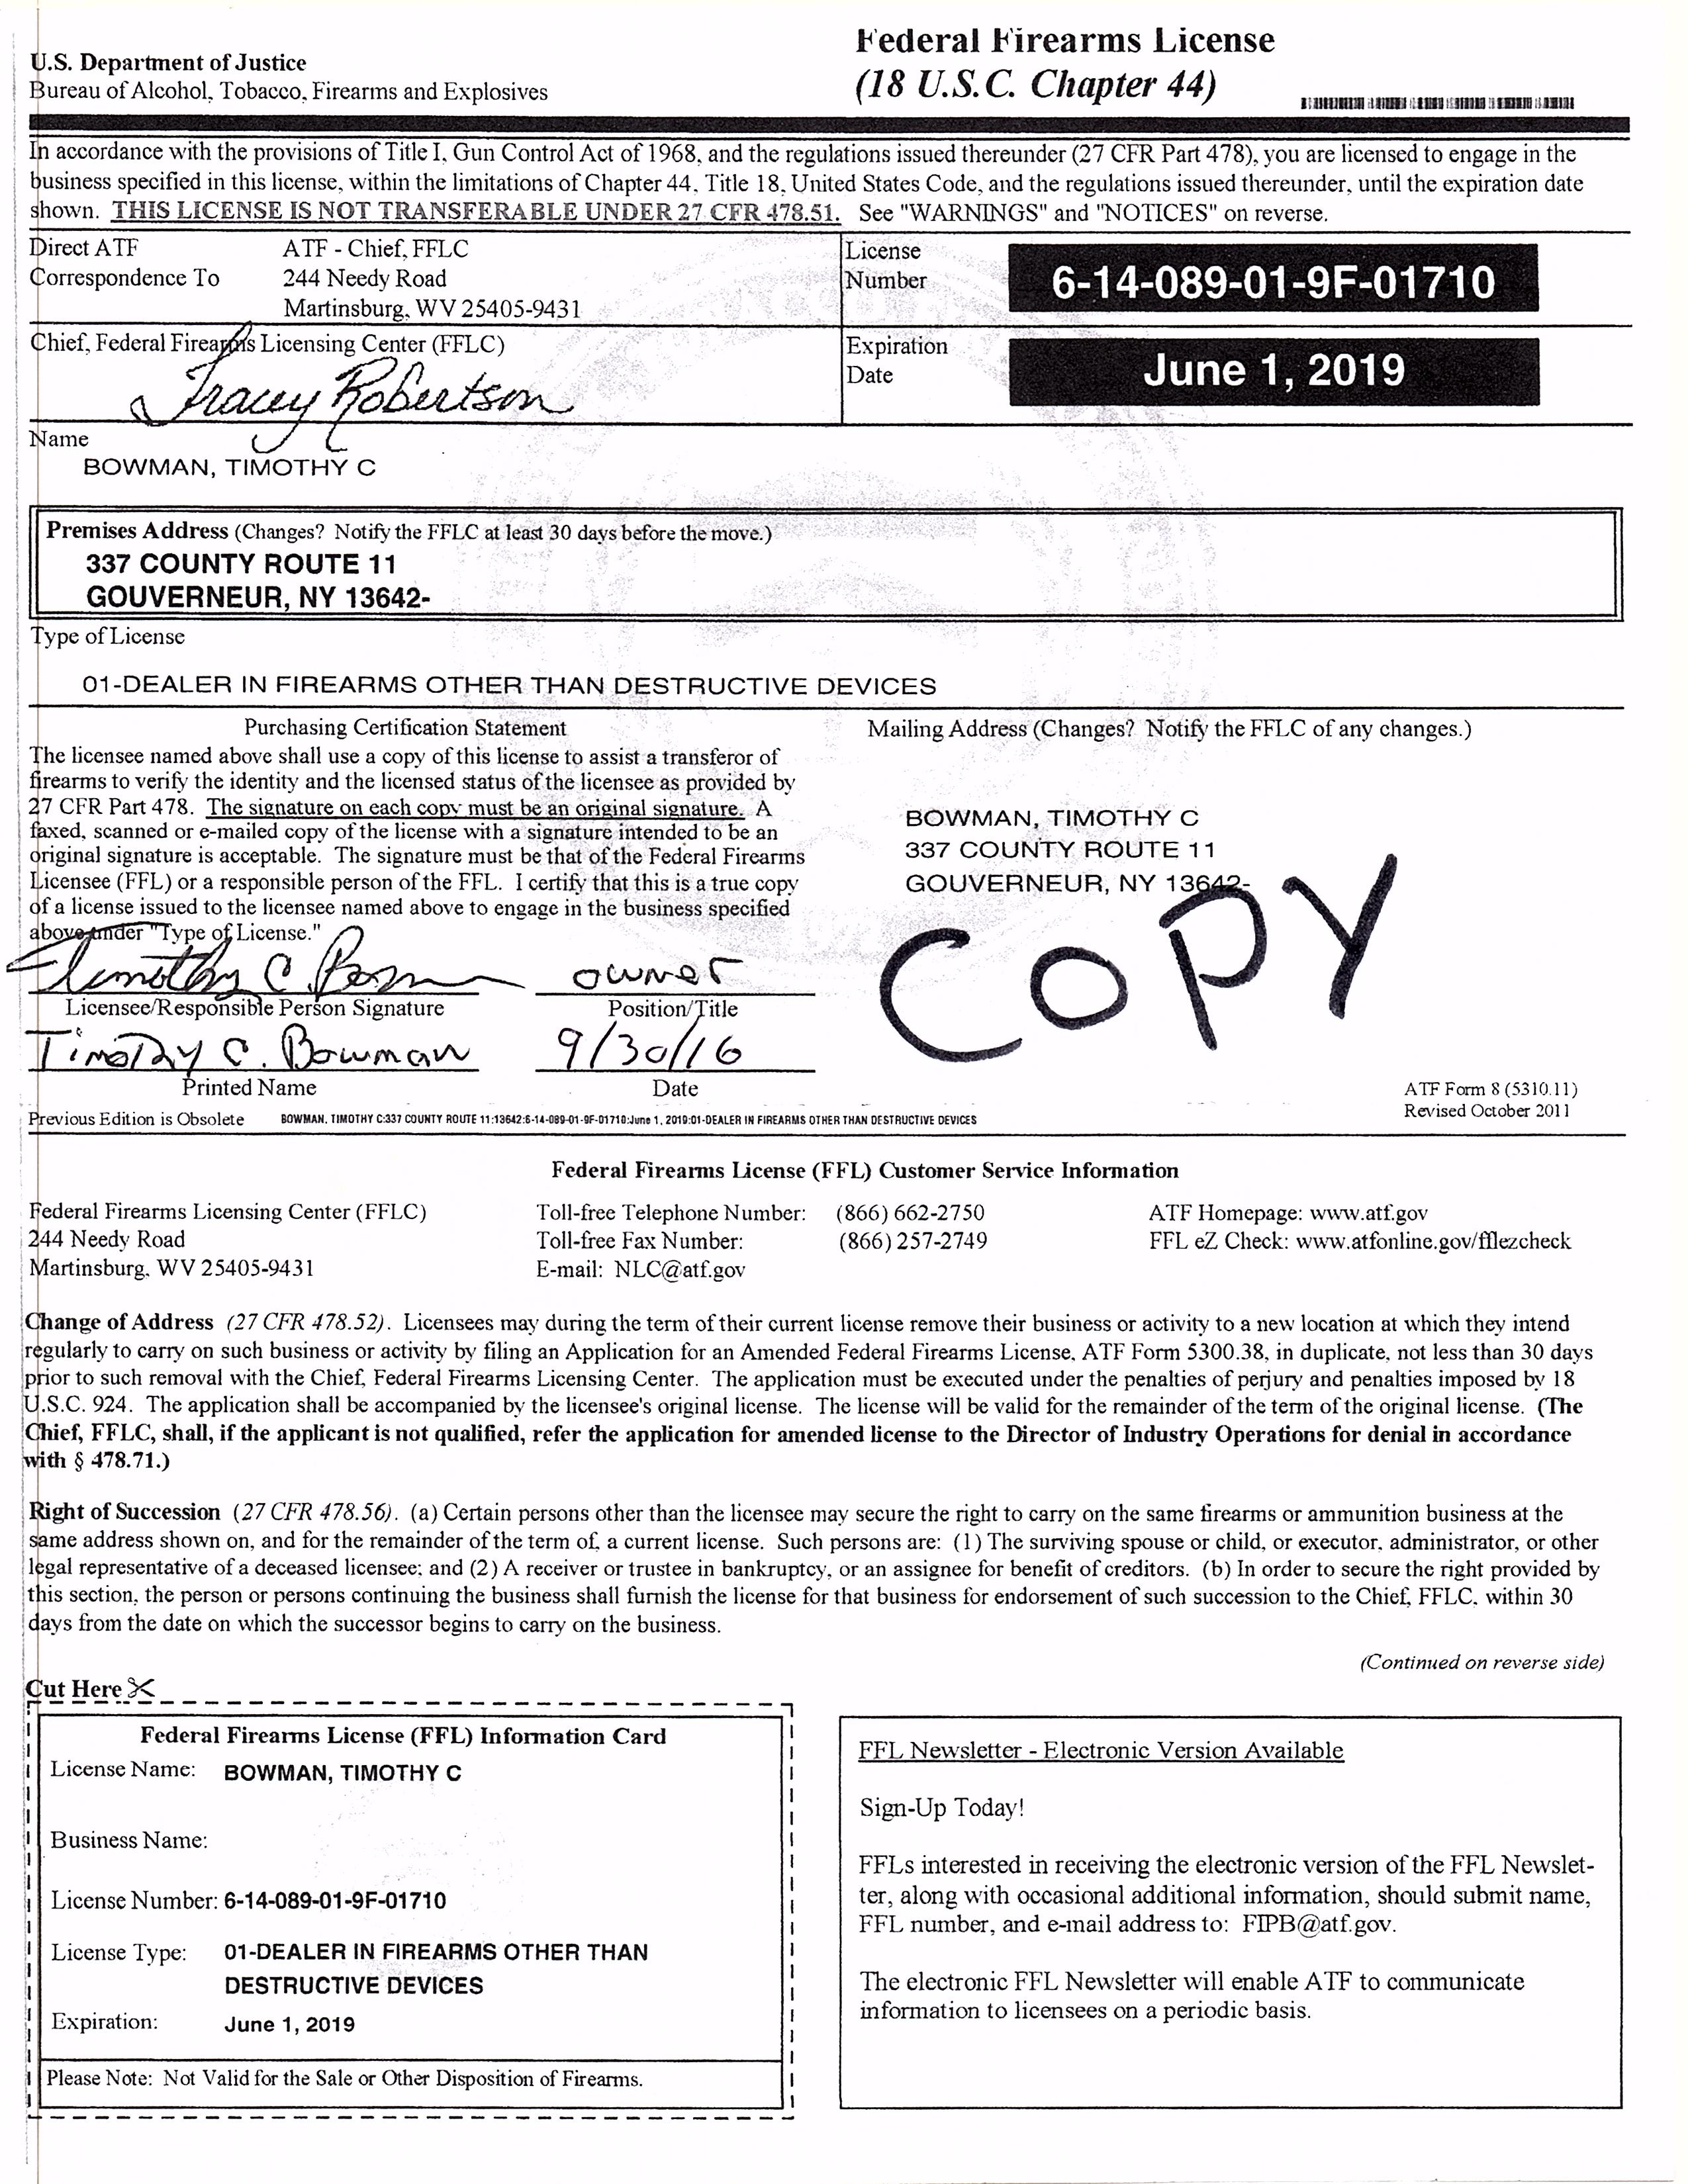 U.S. Department of Justice
Bureau of Alcohol, Tobacco, Firearms and Explosives
Federal Firearms License
(18 U.S.C. Chapter 44)
In accordance with the provisions of Title I, Gun Control Act of 1968, and the regulations issued thereunder (27 CFR Part 478), you are licensed to engage in the
business specified in this license, within the limitations of Chapter 44, Title 18, United States Code, and the regulations issued thereunder, until the expiration date
shown. THIS LICENSE IS NOT TRANSFERABLE UNDER 27 CFR 478.51. See "WARNINGS" and "NOTICES" on reverse.
Direct ATF
Correspondence To
ATF - Chief, FFLC
244 Needy Road
Martinsburg, WV 25405-9431
License
Number
6-14-089-01-9F-01710
Chief, Federal Firearms Licensing Center (FFLC)
Tracey Robertson
Expiration
Date
June 1, 2019
Name
BOWMAN, TIMOTHY C
Premises Address (Changes? Notify the FFLC at least 30 days before the move.)
337 COUNTY ROUTE 11
GOUVERNEUR, NY 13642-
Type of License
01-DEALER IN FIREARMS OTHER THAN DESTRUCTIVE DEVICES
Purchasing Certification Statement
The licensee named above shall use a copy of this license to assist a transferor of
firearms to verify the identity and the licensed status of the licensee as provided by
27 CFR Part 478. The signature on each copy must be an original signature. A
faxed, scanned or e-mailed copy of the license with a signature intended to be an
original signature is acceptable. The signature must be that of the Federal Firearms
Licensee (FFL) or a responsible person of the FFL. I certify that this is a true copy
of a license issued to the licensee named above to engage in the business specified
above under "Type of License."
Timothy C Bowman
owner
Licensee/Responsible Person Signature
Position/Title
Timothy C. Bowman
9/30/16
Printed Name
Date
Mailing Address (Changes? Notify the FFLC of any changes.)
BOWMAN, TIMOTHY C
337 COUNTY ROUTE 11
GOUVERNEUR, NY 13642-
COPY
ATF Form 8 (5310.11)
Revised October 2011
Previous Edition is Obsolete
BOWMAN, TIMOTHY C:337 COUNTY ROUTE 11:13642:6-14-089-01-9F-01710:June 1, 2019:01-DEALER IN FIREARMS OTHER THAN DESTRUCTIVE DEVICES
Federal Firearms License (FFL) Customer Service Information
Federal Firearms Licensing Center (FFLC)
244 Needy Road
Martinsburg, WV 25405-9431
Toll-free Telephone Number: (866) 662-2750
Toll-free Fax Number: (866) 257-2749
E-mail: NLC@atf.gov
ATF Homepage: www.atf.gov
FFL eZ Check: www.atfonline.gov/fflezcheck
Change of Address (27 CFR 478.52). Licensees may during the term of their current license remove their business or activity to a new location at which they intend
regularly to carry on such business or activity by filing an Application for an Amended Federal Firearms License, ATF Form 5300.38, in duplicate, not less than 30 days
prior to such removal with the Chief, Federal Firearms Licensing Center. The application must be executed under the penalties of perjury and penalties imposed by 18
U.S.C. 924. The application shall be accompanied by the licensee's original license. The license will be valid for the remainder of the term of the original license. (The
Chief, FFLC, shall, if the applicant is not qualified, refer the application for amended license to the Director of Industry Operations for denial in accordance
with § 478.71.)
Right of Succession (27 CFR 478.56). (a) Certain persons other than the licensee may secure the right to carry on the same firearms or ammunition business at the
same address shown on, and for the remainder of the term of, a current license. Such persons are: (1) The surviving spouse or child, or executor, administrator, or other
legal representative of a deceased licensee; and (2) A receiver or trustee in bankruptcy, or an assignee for benefit of creditors. (b) In order to secure the right provided by
this section, the person or persons continuing the business shall furnish the license for that business for endorsement of such succession to the Chief, FFLC, within 30
days from the date on which the successor begins to carry on the business.
(Continued on reverse side)
Cut Here
Federal Firearms License (FFL) Information Card
License Name: BOWMAN, TIMOTHY C
Business Name:
License Number: 6-14-089-01-9F-01710
License Type: 01-DEALER IN FIREARMS OTHER THAN
DESTRUCTIVE DEVICES
Expiration: June 1, 2019
Please Note: Not Valid for the Sale or Other Disposition of Firearms.
FFL Newsletter - Electronic Version Available
Sign-Up Today!
FFLs interested in receiving the electronic version of the FFL Newslet-
ter, along with occasional additional information, should submit name,
FFL number, and e-mail address to: FIPB@atf.gov.
The electronic FFL Newsletter will enable ATF to communicate
information to licensees on a periodic basis.